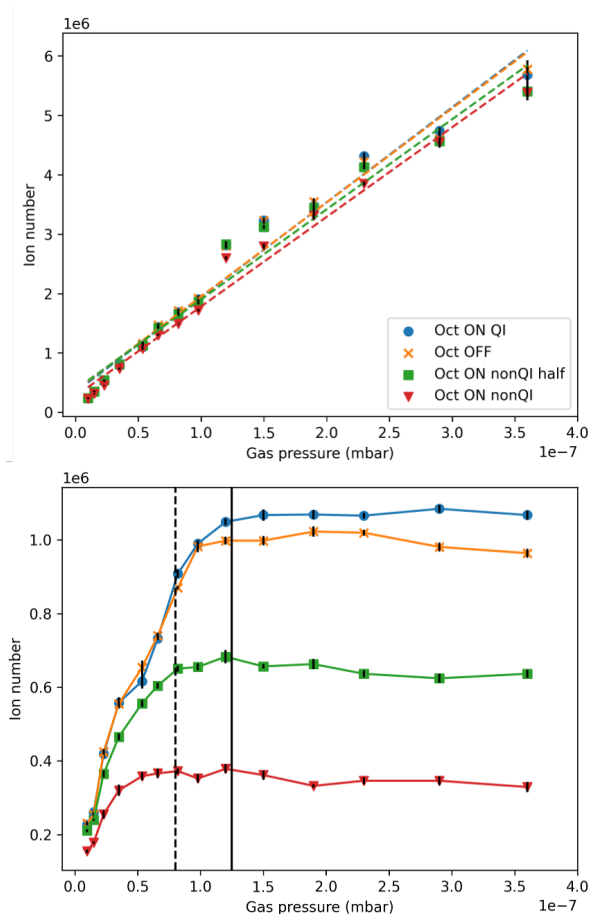 1e6
6
5
4
3
2
1
0
Ion number
Oct ON QI
Oct OFF
Oct ON nonQI half
Oct ON nonQI
0.0 0.5 1.0 1.5 2.0 2.5 3.0 3.5 4.0
Gas pressure (mbar)
1e−7
1e6
1.0
0.8
0.6
0.4
0.2
Ion number
0.0 0.5 1.0 1.5 2.0 2.5 3.0 3.5 4.0
Gas pressure (mbar)
1e−7